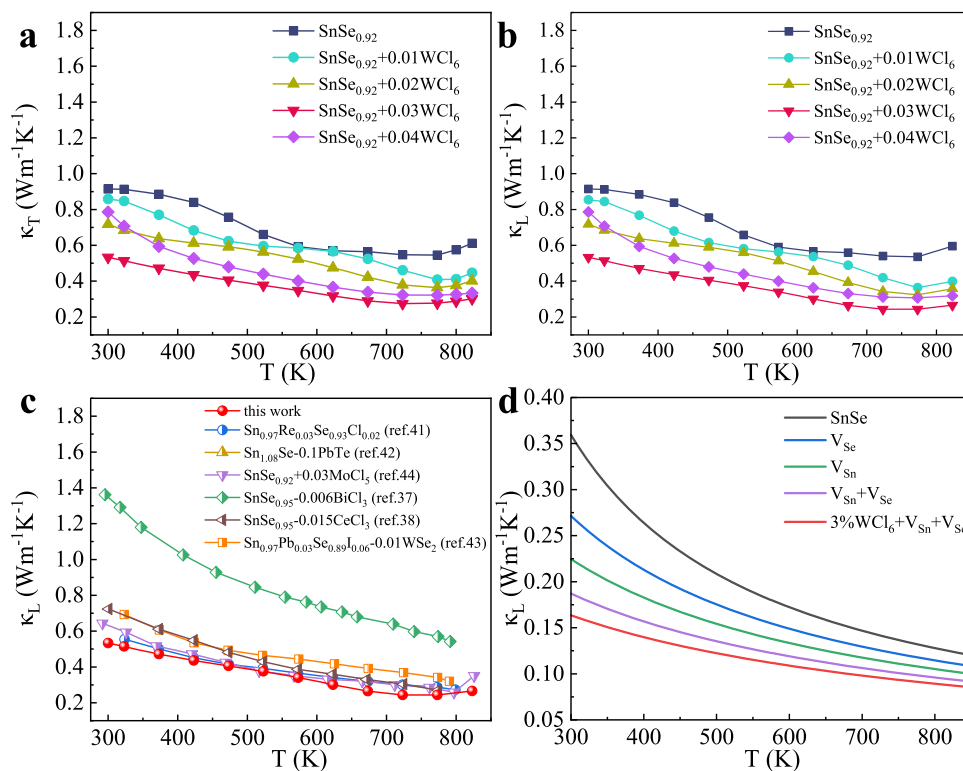 a
SnSe0.92
SnSe0.92+0.01WCl6
SnSe0.92+0.02WCl6
SnSe0.92+0.03WCl6
SnSe0.92+0.04WCl6
1.8
1.6
1.4
1.2
1.0
0.8
0.6
0.4
0.2
κT (Wm-1K-1)
300 400 500 600 700 800
T (K)
b
SnSe0.92
SnSe0.92+0.01WCl6
SnSe0.92+0.02WCl6
SnSe0.92+0.03WCl6
SnSe0.92+0.04WCl6
1.8
1.6
1.4
1.2
1.0
0.8
0.6
0.4
0.2
κL (Wm-1K-1)
300 400 500 600 700 800
T (K)
c
this work
Sn0.97Re0.03Se0.93Cl0.02 (ref.41)
Sn1.08Se-0.1PbTe (ref.42)
SnSe0.92+0.03MoCl5 (ref.44)
SnSe0.95-0.006BiCl3 (ref.37)
SnSe0.95-0.015CeCl3 (ref.38)
Sn0.97Pb0.03Se0.89I0.06-0.01WSe2 (ref.43)
1.8
1.6
1.4
1.2
1.0
0.8
0.6
0.4
0.2
κL (Wm-1K-1)
300 400 500 600 700 800
T (K)
d
SnSe
VSe
VSn
VSn+VSe
3%WCl6+VSn+VSe
0.40
0.35
0.30
0.25
0.20
0.15
0.10
0.05
κL (Wm-1K-1)
300 400 500 600 700 800
T (K)